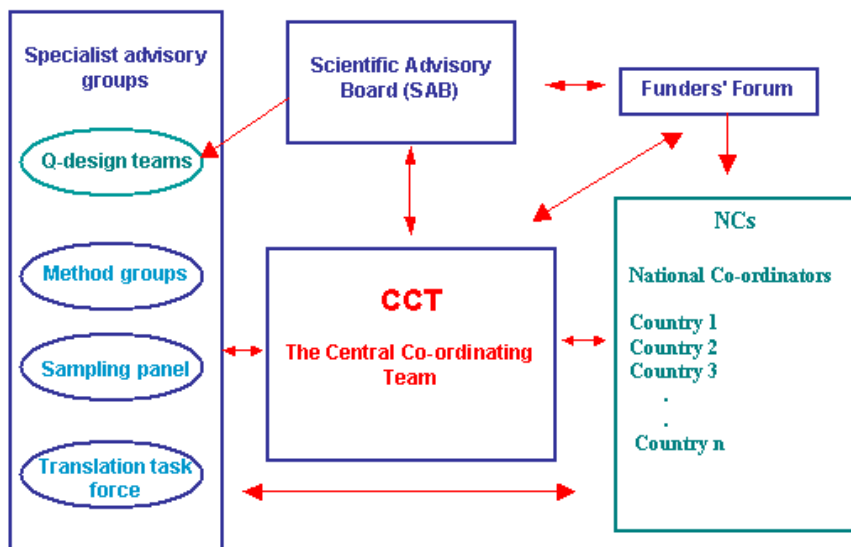 Specialist advisory
groups
Q-design teams
Method groups
Sampling panel
Translation task
force
Scientific Advisory
Board (SAB)
Funders' Forum
CCT
The Central Co-ordinating
Team
NCs
National Co-ordinators
Country 1
Country 2
Country 3
.
.
Country n